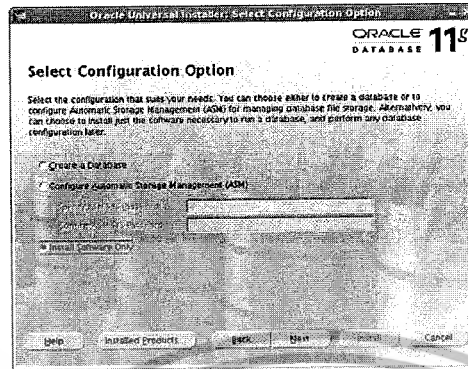 Oracle Universal Installer: Select Configuration Option
ORACLE 11g
DATABASE
Select Configuration Option
Select the configuration that suits your needs. You can choose either to create a database or to
configure Automatic Storage Management (ASM) for managing database file storage. Alternatively, you
can choose to install just the software necessary to run a database, and perform any database
configuration later.
Create a Database
Configure Automatic Storage Management (ASM)
Install Software Only
Help
Installed Products...
Back
Next
Install
Cancel